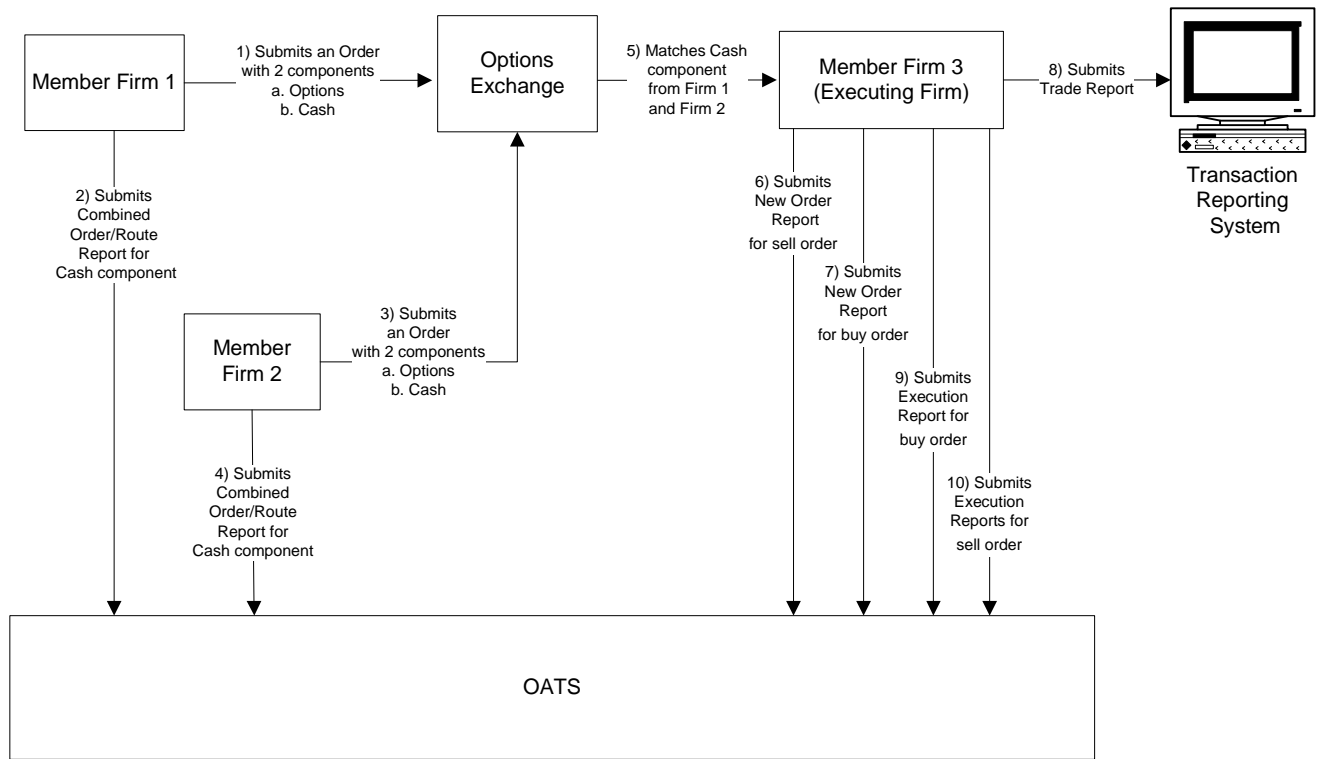 Member Firm 1
1) Submits an Order
with 2 components
a. Options
b. Cash
Options
Exchange
5) Matches Cash
component
from Firm 1
and Firm 2
Member Firm 3
(Executing Firm)
8) Submits
Trade Report
Transaction
Reporting
System
2) Submits
Combined
Order/Route
Report for
Cash component
Member
Firm 2
3) Submits
an Order
with 2 components
a. Options
b. Cash
4) Submits
Combined
Order/Route
Report for
Cash component
6) Submits
New Order
Report
for sell order
7) Submits
New Order
Report
for buy order
9) Submits
Execution
Report for
buy order
10) Submits
Execution
Reports for
sell order
OATS